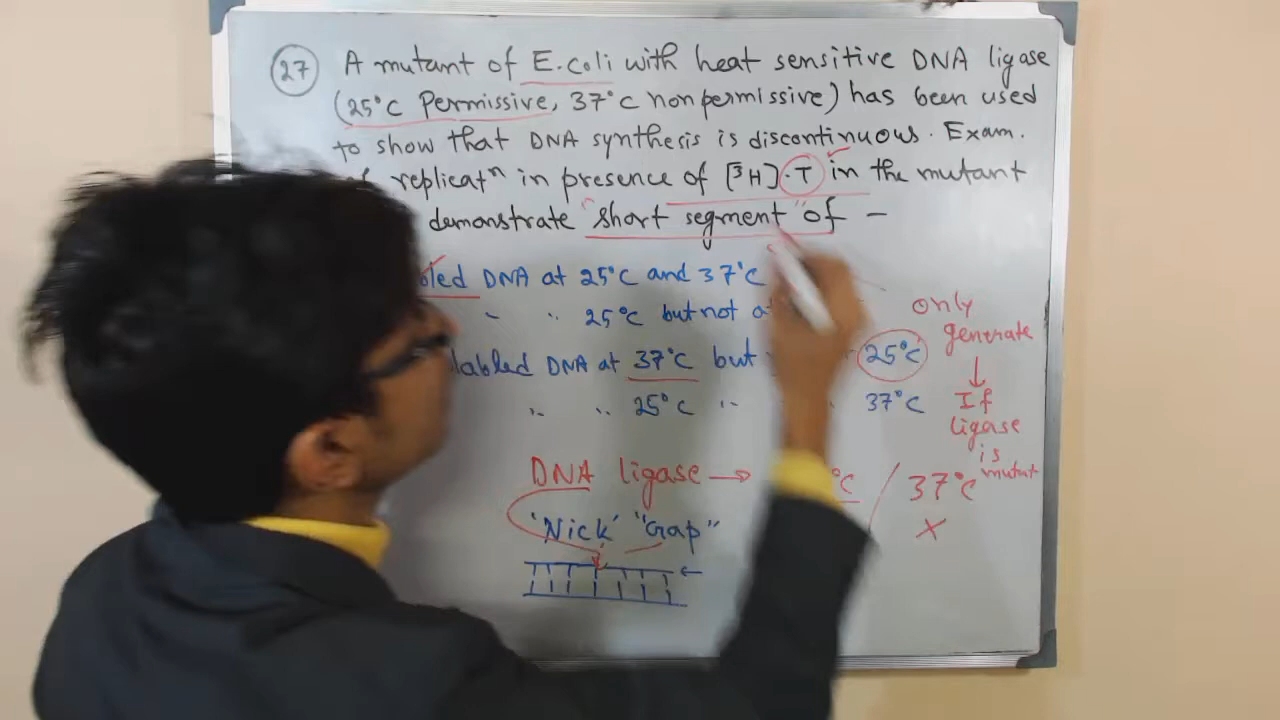 27 A mutant of E.Coli with heat sensitive DNA ligase
(25°C Permissive, 37°C nonpermissive) has been used
to show that DNA synthesis is discontinuous. Exam.
replicatⁿ in presence of [³H].T in the mutant
demonstrate "short segment" of -
DNA at 25°C and 37°C
" " 25°C but not
labled DNA at 37°C but 25°C
" " 25°C " 37°C
only
generate
↓
If
ligase
is
mutant
DNA ligase → °C / 37°C
×
'Nick' "Gap"